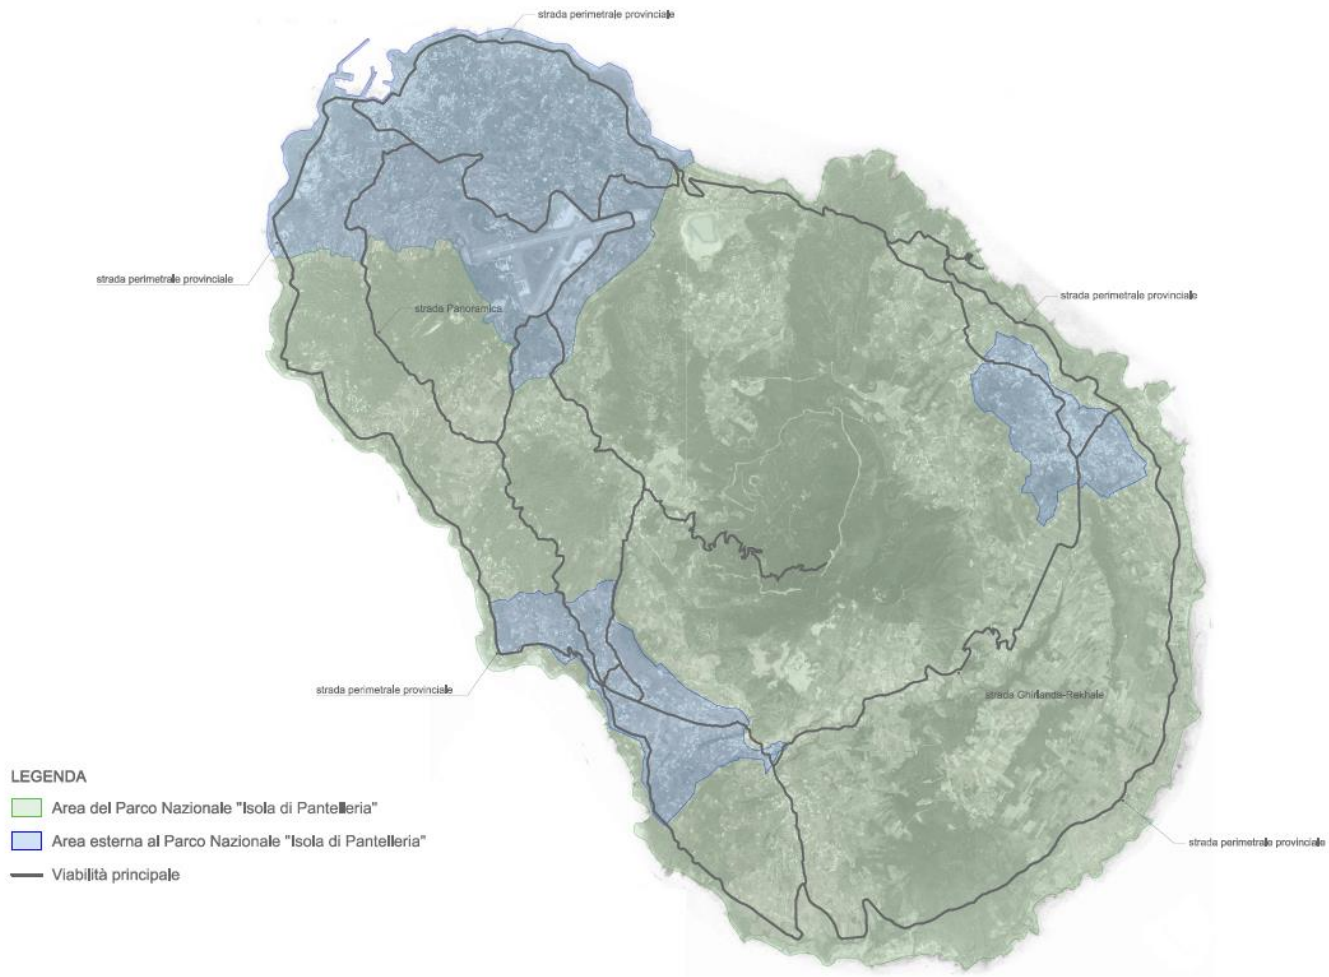 strada perimetrale provinciale
strada perimetrale provinciale
strada perimetrale provinciale
strada Panoramica
strada perimetrale provinciale
strada Ghirlanda-Rekhale
strada perimetrale provinciale
LEGENDA
Area del Parco Nazionale "Isola di Pantelleria"
Area esterna al Parco Nazionale "Isola di Pantelleria"
Viabilità principale